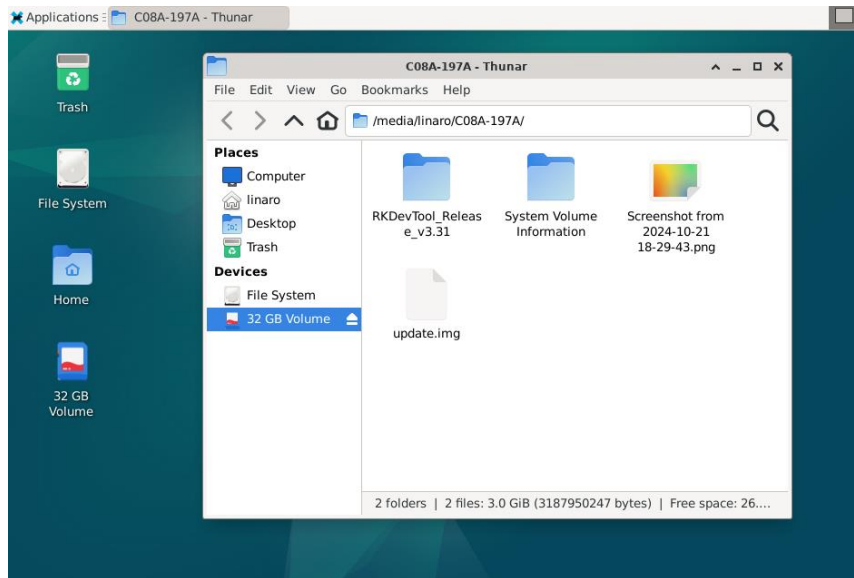 Applications
C08A-197A - Thunar
Trash
File System
Home
32 GB
Volume
C08A-197A - Thunar
File Edit View Go Bookmarks Help
/media/linaro/C08A-197A/
Places
Computer
linaro
Desktop
Trash
Devices
File System
32 GB Volume
RKDevTool_Releas
e_v3.31
System Volume
Information
Screenshot from
2024-10-21
18-29-43.png
update.img
2 folders | 2 files: 3.0 GiB (3187950247 bytes) | Free space: 26....